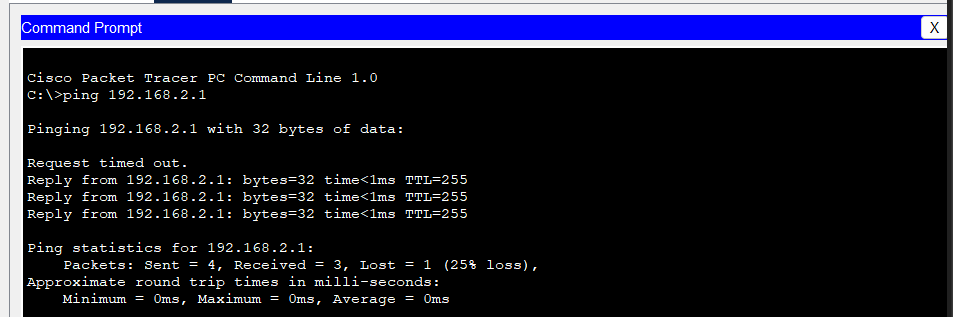 Command Prompt
X
Cisco Packet Tracer PC Command Line 1.0
C:\>ping 192.168.2.1
Pinging 192.168.2.1 with 32 bytes of data:
Request timed out.
Reply from 192.168.2.1: bytes=32 time<1ms TTL=255
Reply from 192.168.2.1: bytes=32 time<1ms TTL=255
Reply from 192.168.2.1: bytes=32 time<1ms TTL=255
Ping statistics for 192.168.2.1:
Packets: Sent = 4, Received = 3, Lost = 1 (25% loss),
Approximate round trip times in milli-seconds:
Minimum = 0ms, Maximum = 0ms, Average = 0ms